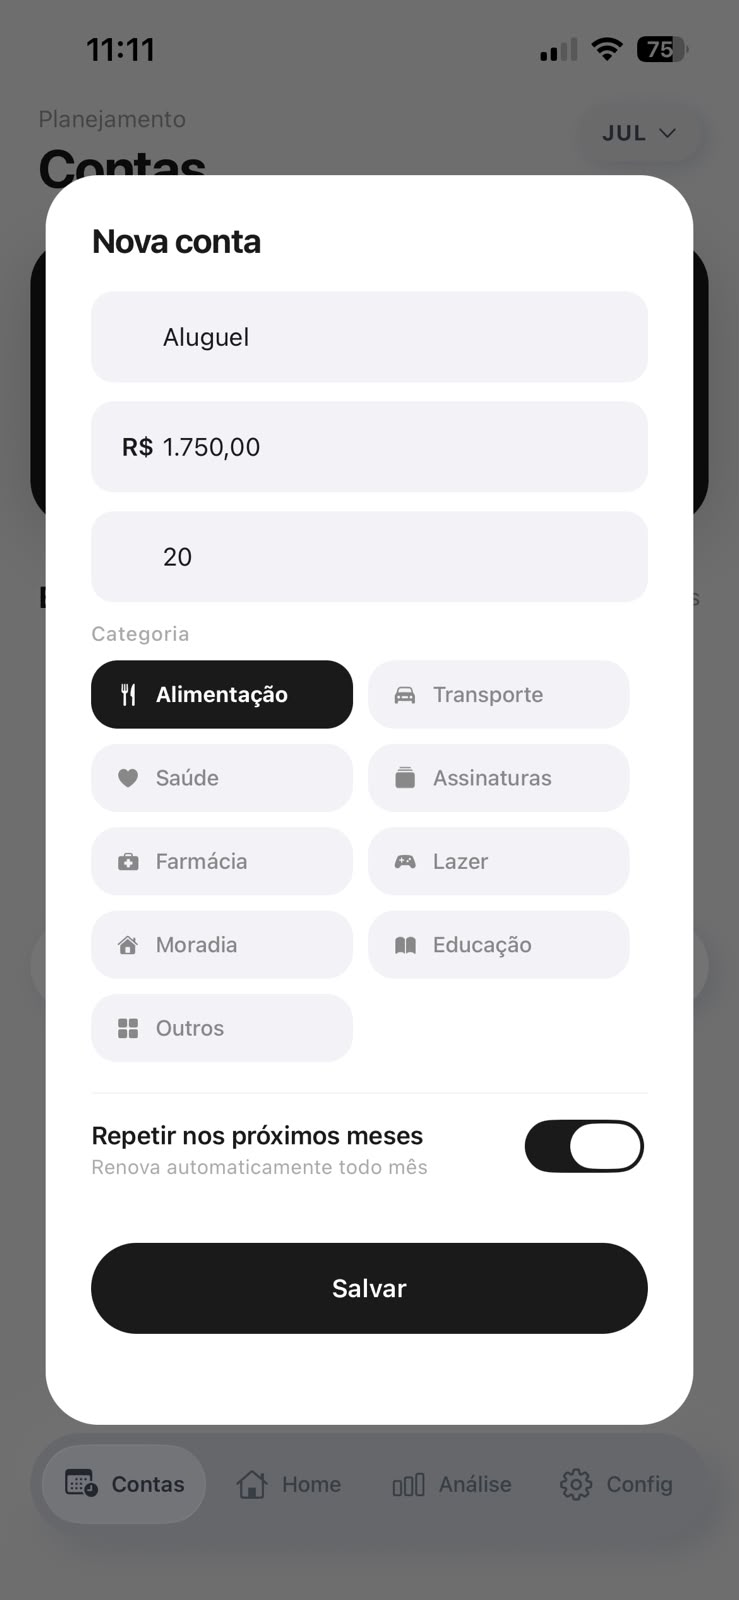 11:11
75
Planejamento
JUL
Contas
Nova conta
Aluguel
R$ 1.750,00
20
Categoria
Alimentação
Transporte
Saúde
Assinaturas
Farmácia
Lazer
Moradia
Educação
Outros
Repetir nos próximos meses
Renova automaticamente todo mês
Salvar
Contas
Home
Análise
Config